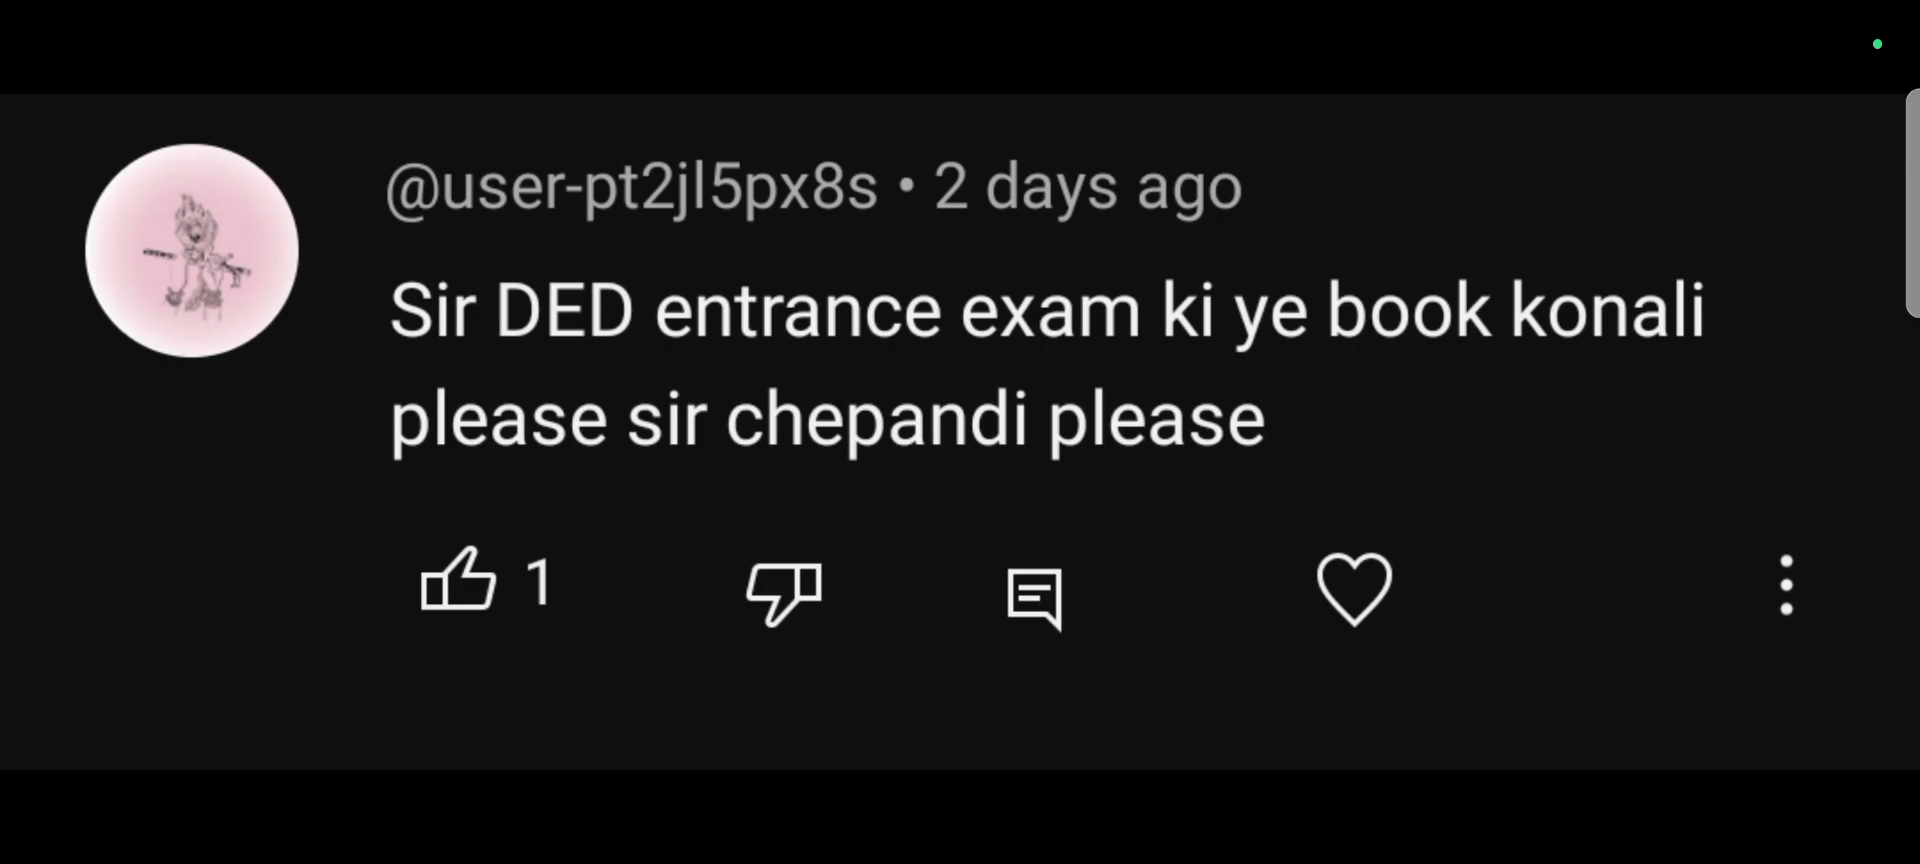 @user-pt2jl5px8s • 2 days ago
Sir DED entrance exam ki ye book konali
please sir chepandi please
1